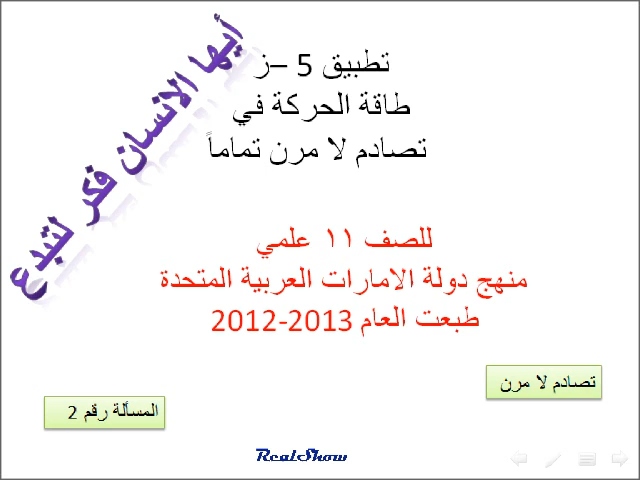 أيها الانسان فكر لتبدع
تطبيق 5 –ز
طاقة الحركة في
تصادم لا مرن تماماً
للصف ١١ علمي
منهج دولة الامارات العربية المتحدة
طبعت العام 2013-2012
تصادم لا مرن
المسألة رقم 2
RealShow